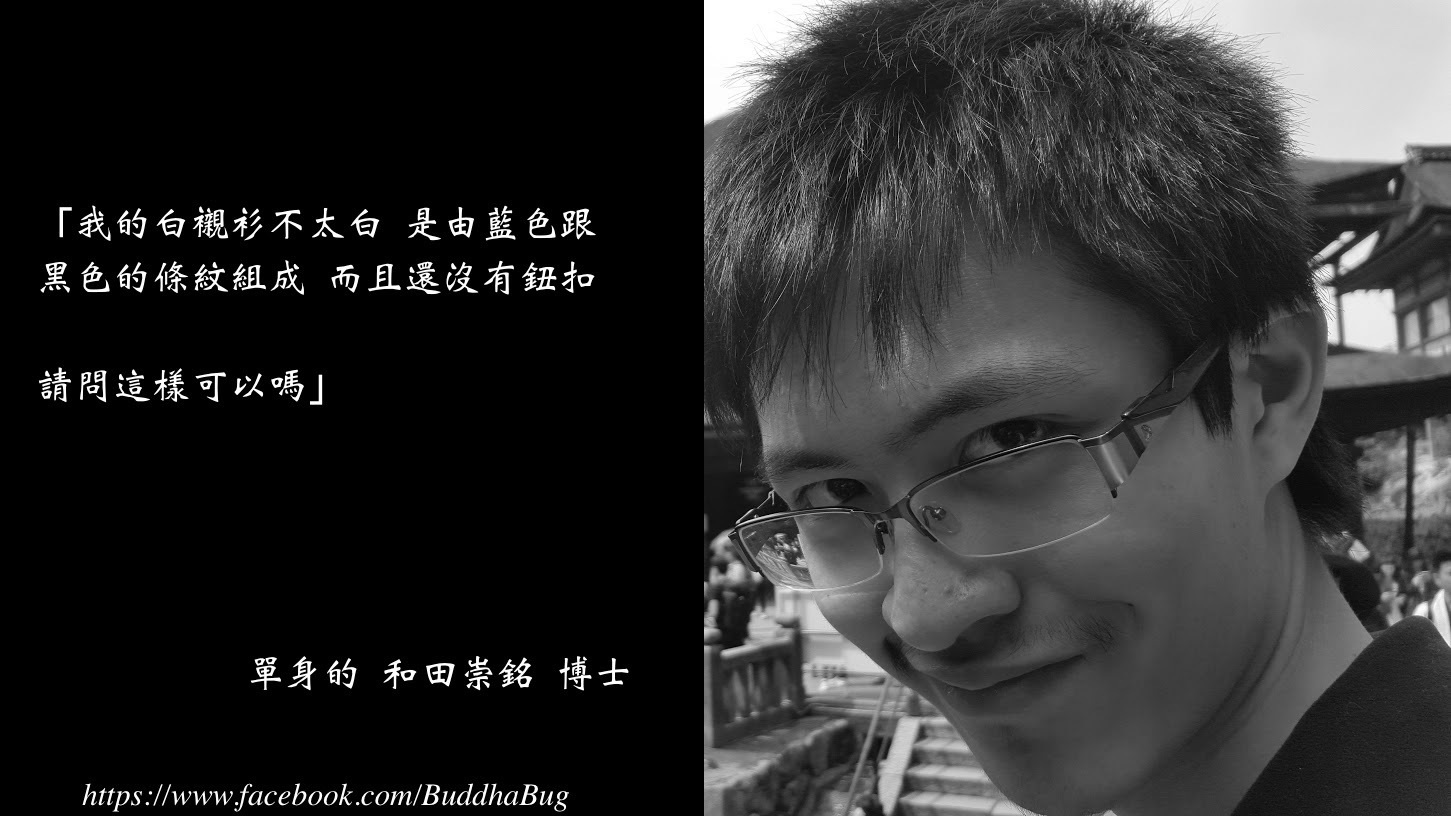 「我的白襯衫不太白 是由藍色跟
黑色的條紋組成 而且還沒有鈕扣
請問這樣可以嗎」
單身的 和田崇銘 博士
https://www.facebook.com/BuddhaBug